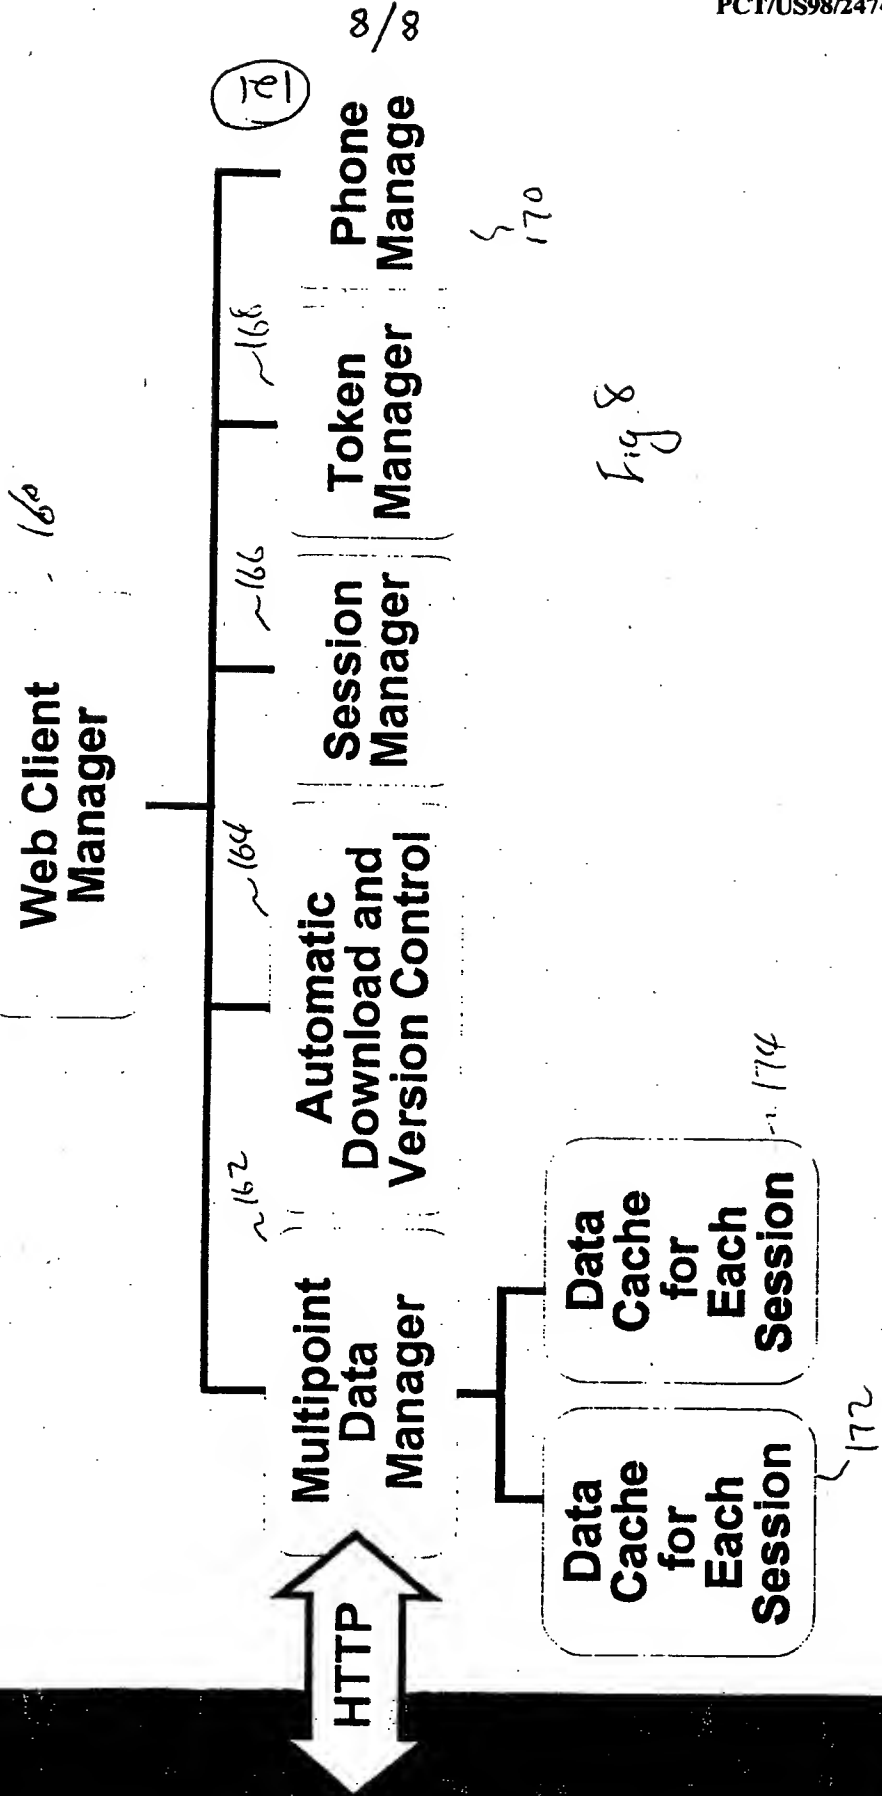 8/8
PCT/US98/2474
Web Client
Manager
160
~162
~164
~166
~168
Multipoint
Data
Manager
Automatic
Download and
Version Control
Session
Manager
Token
Manager
Phone
Manage
170
HTTP
Data
Cache
for
Each
Session
172
Data
Cache
for
Each
Session
174
Fig 8